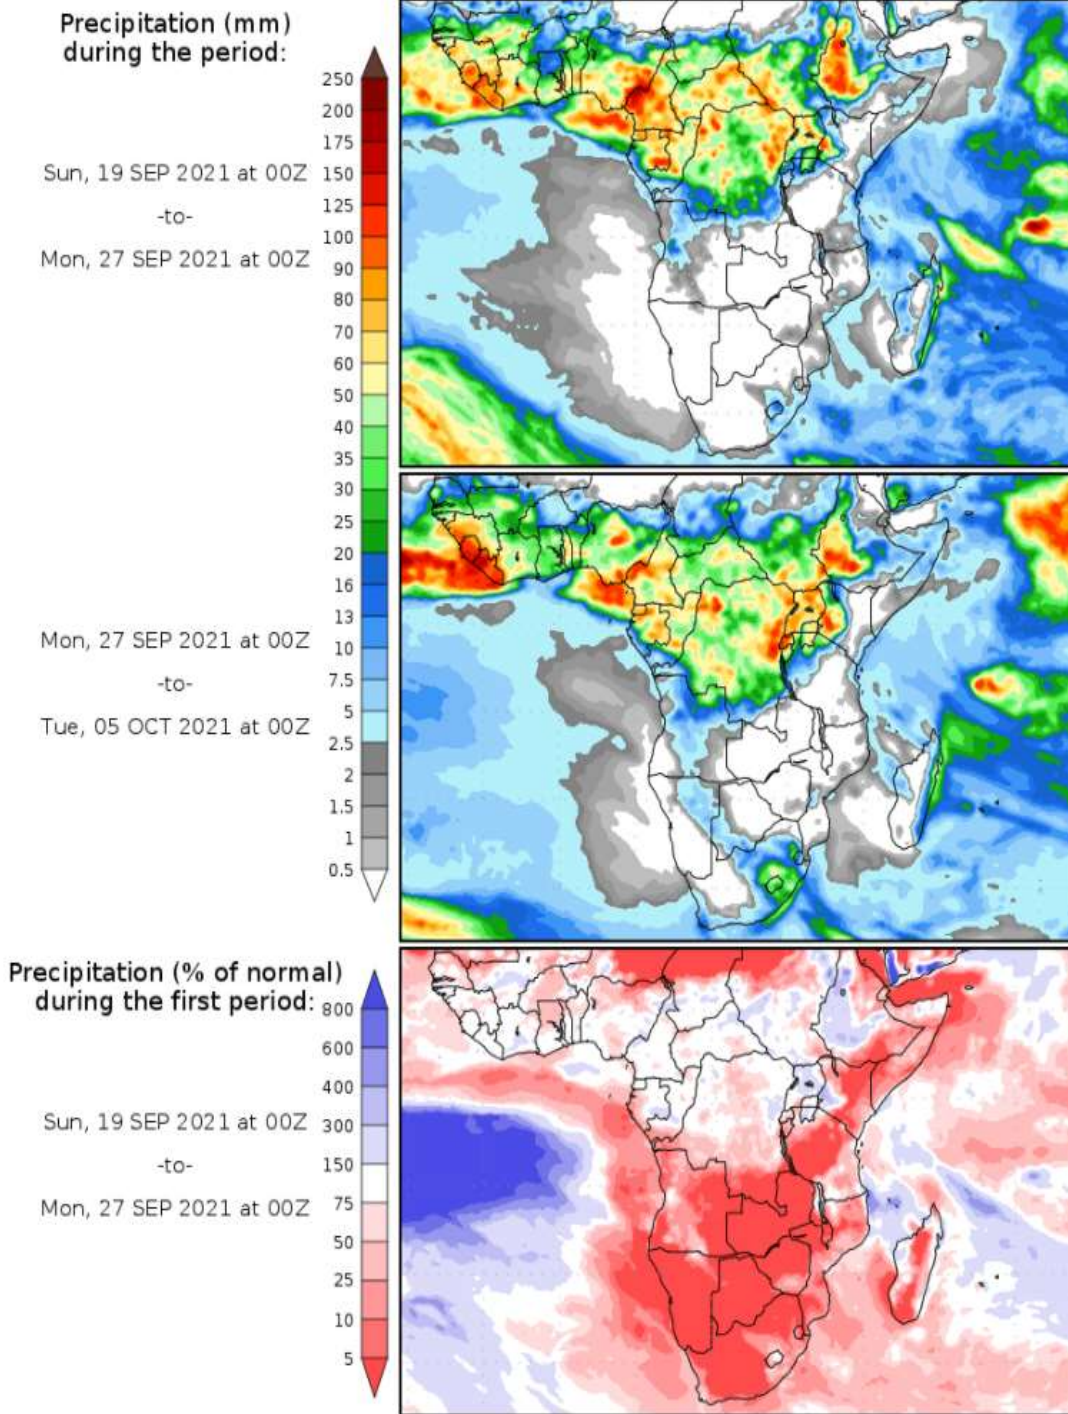 Precipitation (mm)
during the period:
250
200
175
150
125
100
90
80
70
60
50
40
35
30
25
20
16
13
10
7.5
5
2.5
2
1.5
1
0.5
Sun, 19 SEP 2021 at 00Z
-to-
Mon, 27 SEP 2021 at 00Z
Mon, 27 SEP 2021 at 00Z
-to-
Tue, 05 OCT 2021 at 00Z
Precipitation (% of normal)
during the first period:
800
600
400
300
150
75
50
25
10
5
Sun, 19 SEP 2021 at 00Z
-to-
Mon, 27 SEP 2021 at 00Z